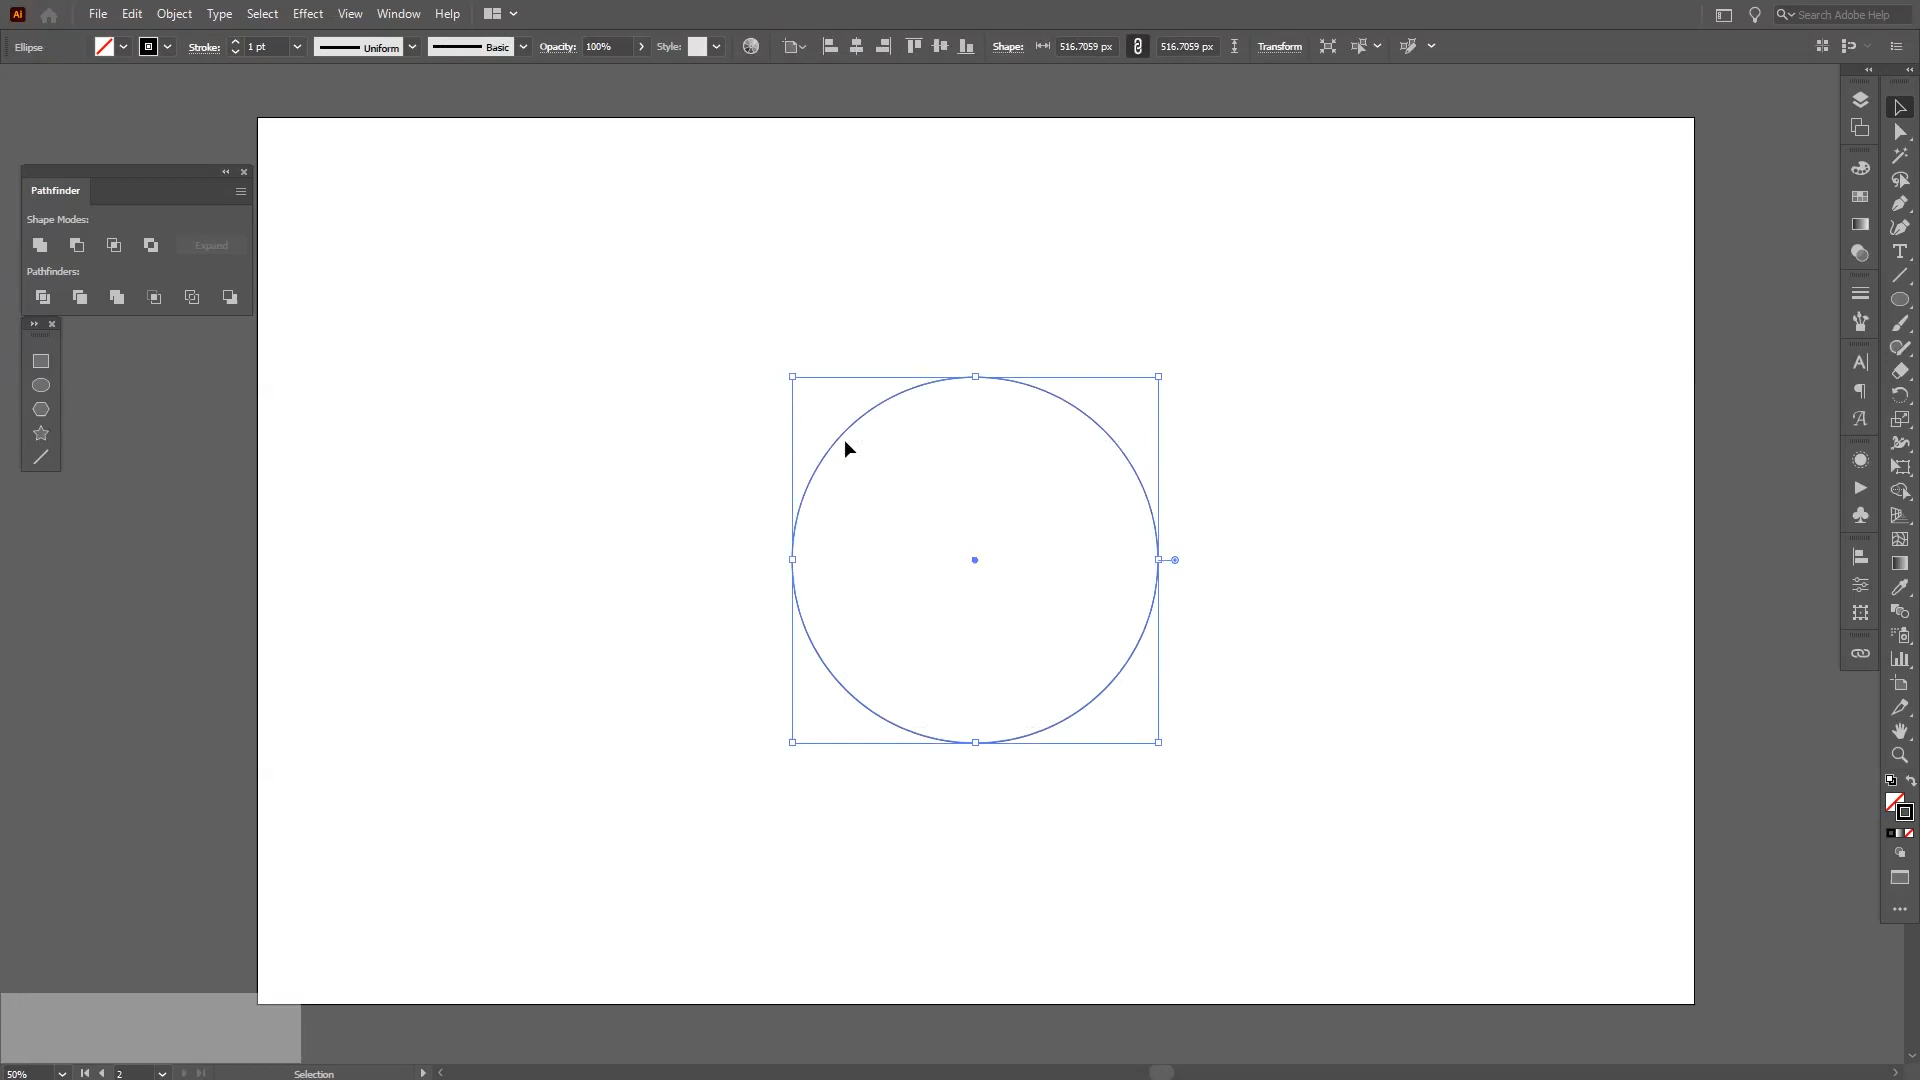 Ai File Edit Object Type Select Effect View Window Help Search Adobe Help
Ellipse Stroke: 1 pt Uniform Basic Opacity: 100% Style: Shape: 516.7059 px 516.7059 px Transform
Pathfinder
Shape Modes:
Expand
Pathfinders:
50% 2 Selection